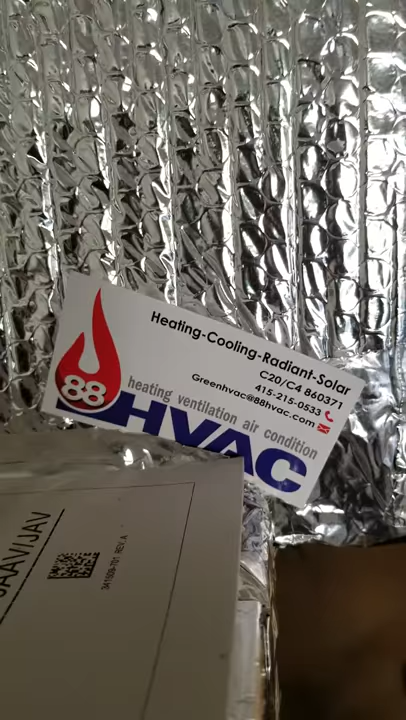 Heating-Cooling-Radiant-Solar
C20/C4 860371
415-215-0533
Greenhvac@88hvac.com
88
heating ventilation air condition
HVAC
AAVIJAV